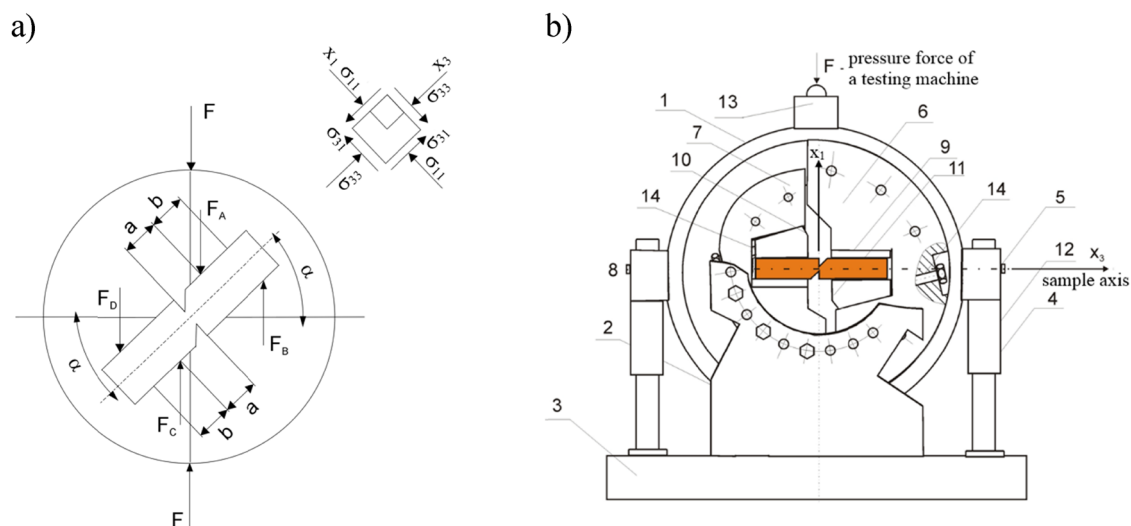 a)
x1
σ11
x3
σ33
σ31
σ31
σ33
σ11
F
b
a
FA
α
FD
FB
α
FC
a
b
F
b)
F - pressure force of
a testing machine
13
1
7
10
14
6
9
11
14
5
x1
8
x3
sample axis
12
4
2
3